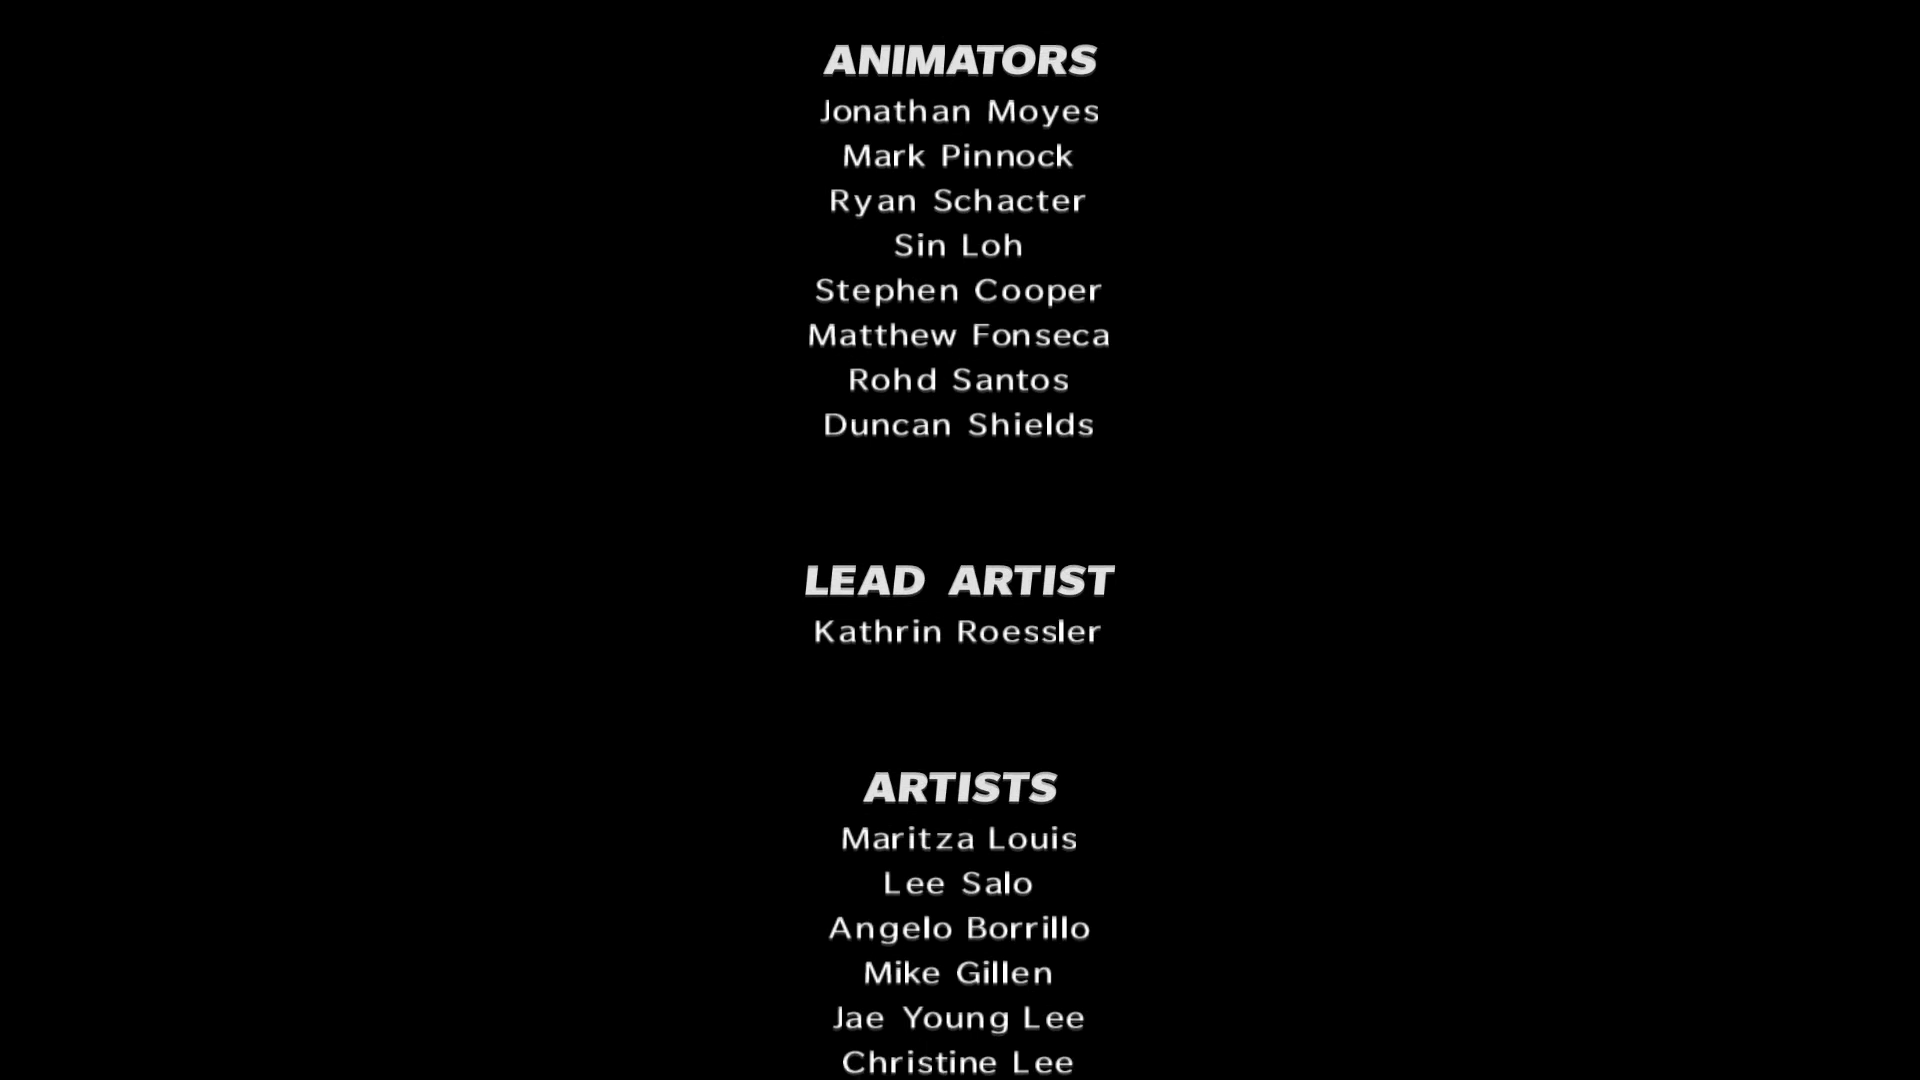 ANIMATORS
Jonathan Moyes
Mark Pinnock
Ryan Schacter
Sin Loh
Stephen Cooper
Matthew Fonseca
Rohd Santos
Duncan Shields
LEAD ARTIST
Kathrin Roessler
ARTISTS
Maritza Louis
Lee Salo
Angelo Borrillo
Mike Gillen
Jae Young Lee
Christine Lee